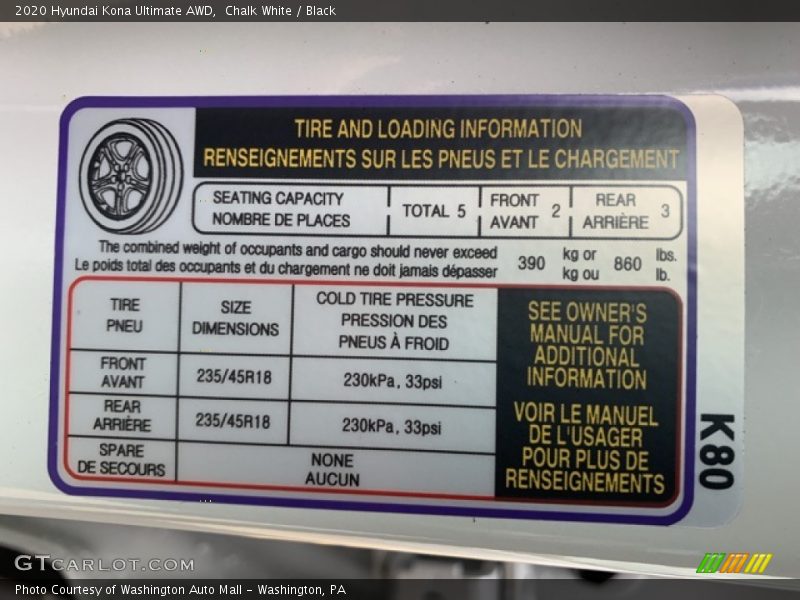 2020 Hyundai Kona Ultimate AWD, Chalk White / Black
TIRE AND LOADING INFORMATION
RENSEIGNEMENTS SUR LES PNEUS ET LE CHARGEMENT
SEATING CAPACITY
NOMBRE DE PLACES
TOTAL 5
FRONT
AVANT 2
REAR
ARRIÈRE 3
The combined weight of occupants and cargo should never exceed
Le poids total des occupants et du chargement ne doit jamais dépasser
390 kg or 860 lbs.
kg ou lb.
TIRE
PNEU
SIZE
DIMENSIONS
COLD TIRE PRESSURE
PRESSION DES
PNEUS À FROID
FRONT
AVANT
235/45R18
230kPa, 33psi
REAR
ARRIÈRE
235/45R18
230kPa, 33psi
SPARE
DE SECOURS
NONE
AUCUN
SEE OWNER'S
MANUAL FOR
ADDITIONAL
INFORMATION
VOIR LE MANUEL
DE L'USAGER
POUR PLUS DE
RENSEIGNEMENTS
K80
GTCARLOT.COM
Photo Courtesy of Washington Auto Mall - Washington, PA